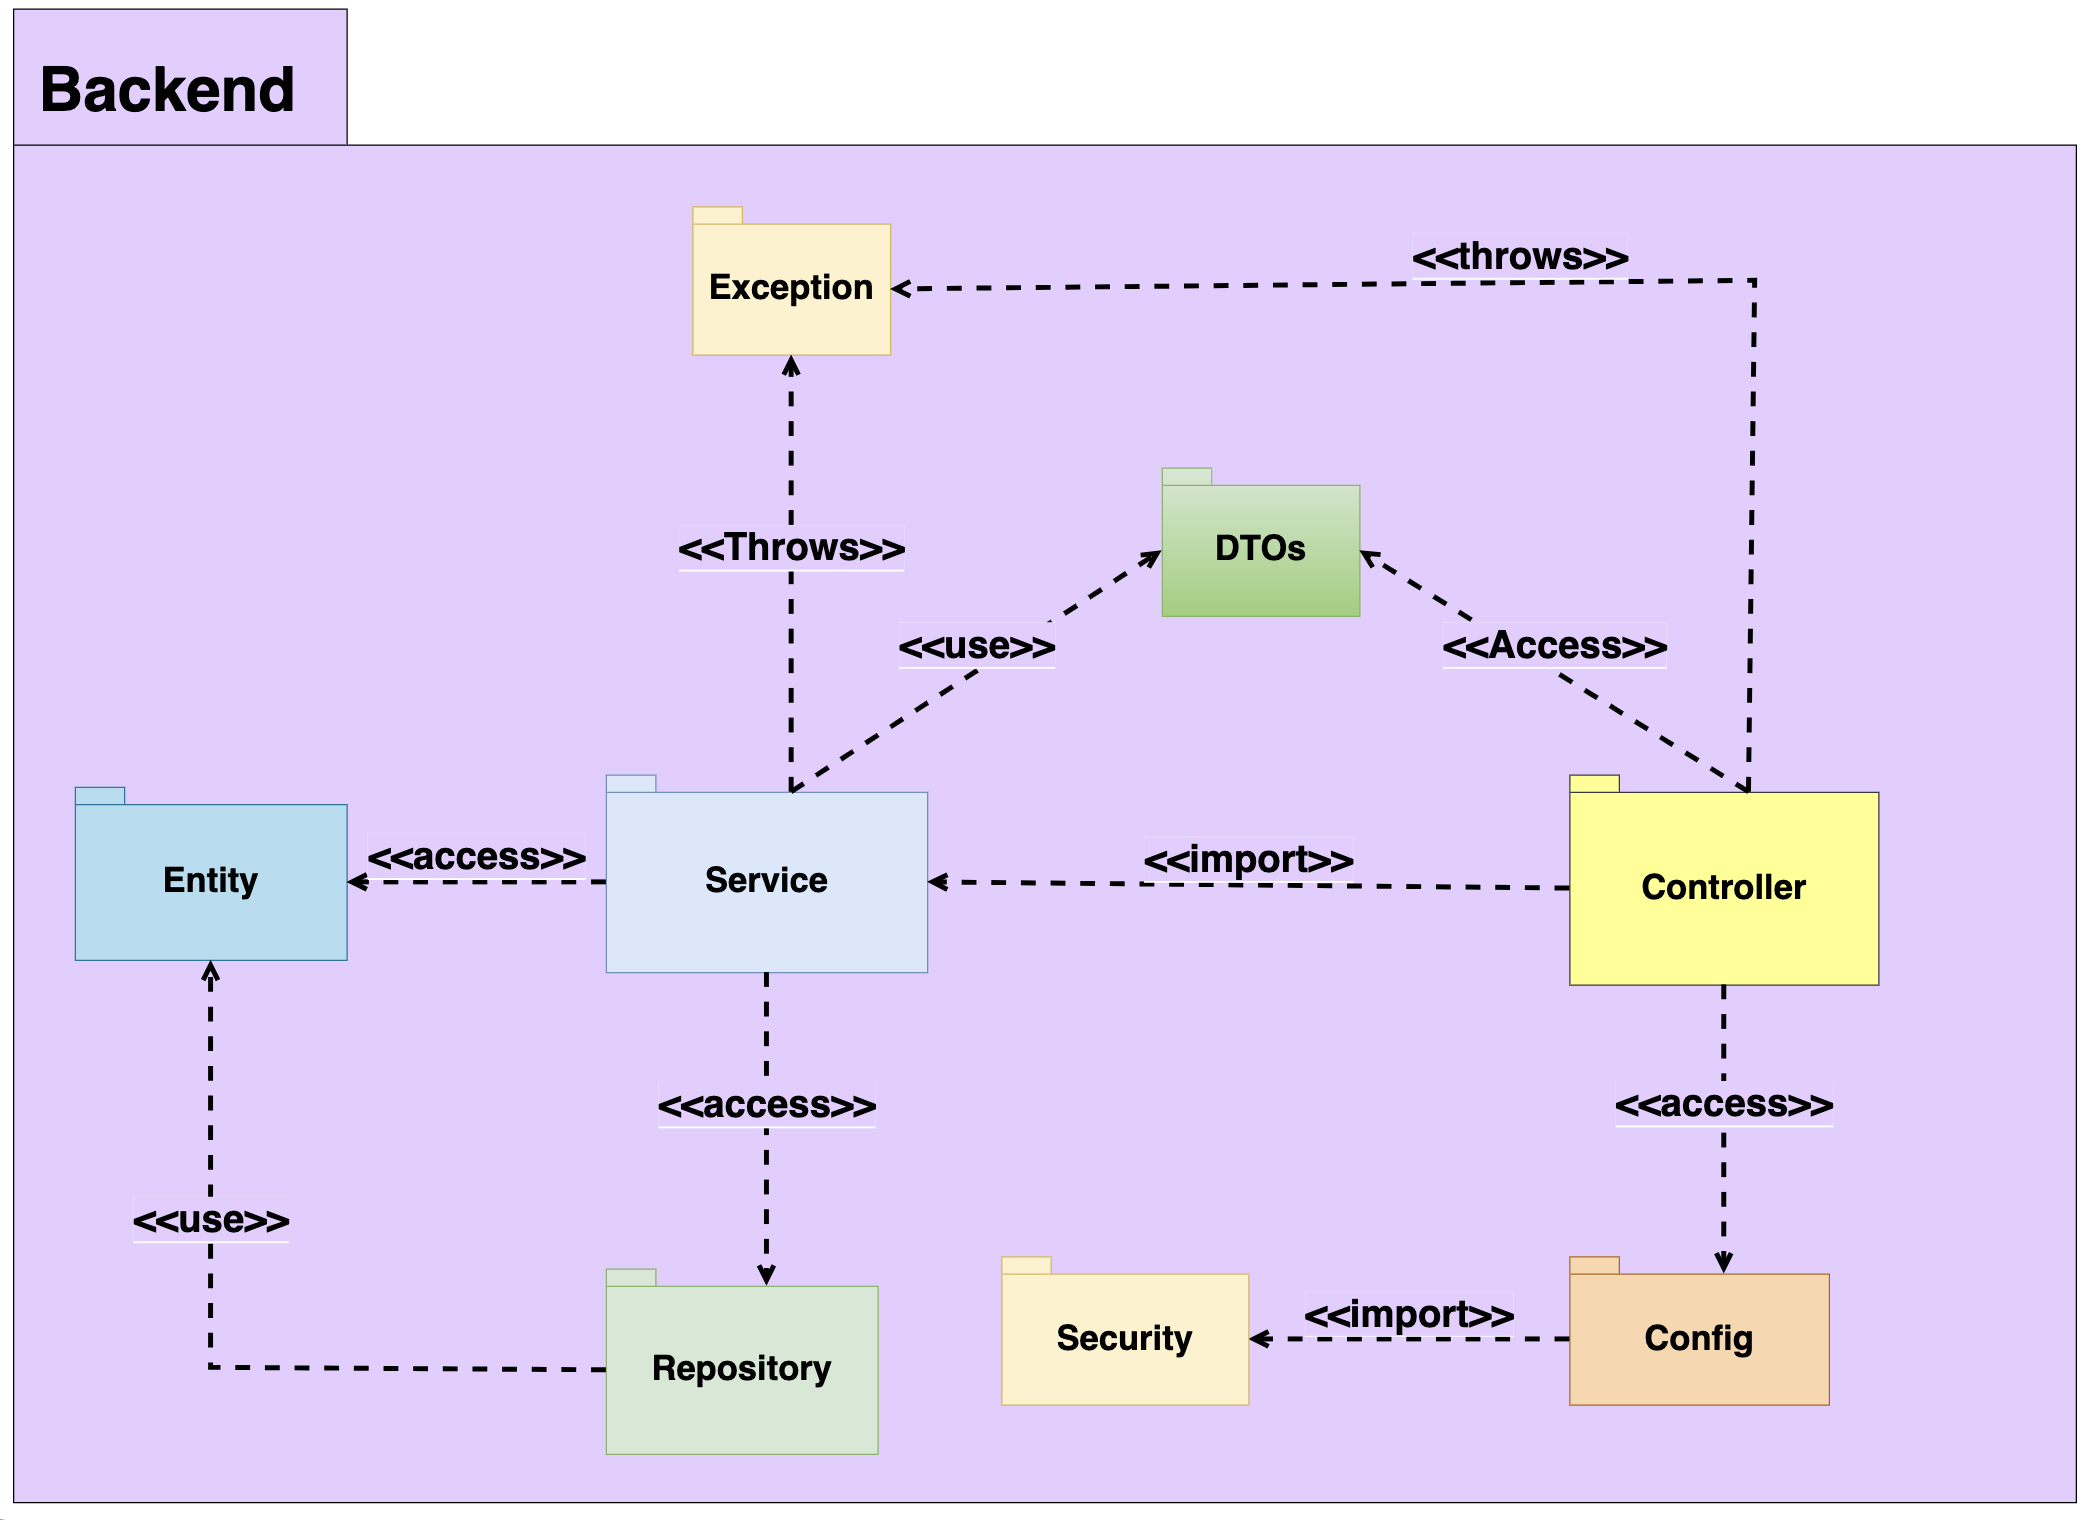 Backend
<<throws>>
Exception
<<Throws>>
DTOs
<<use>>
<<Access>>
<<access>>
<<import>>
Entity
Service
Controller
<<access>>
<<access>>
<<use>>
<<import>>
Security
Config
Repository